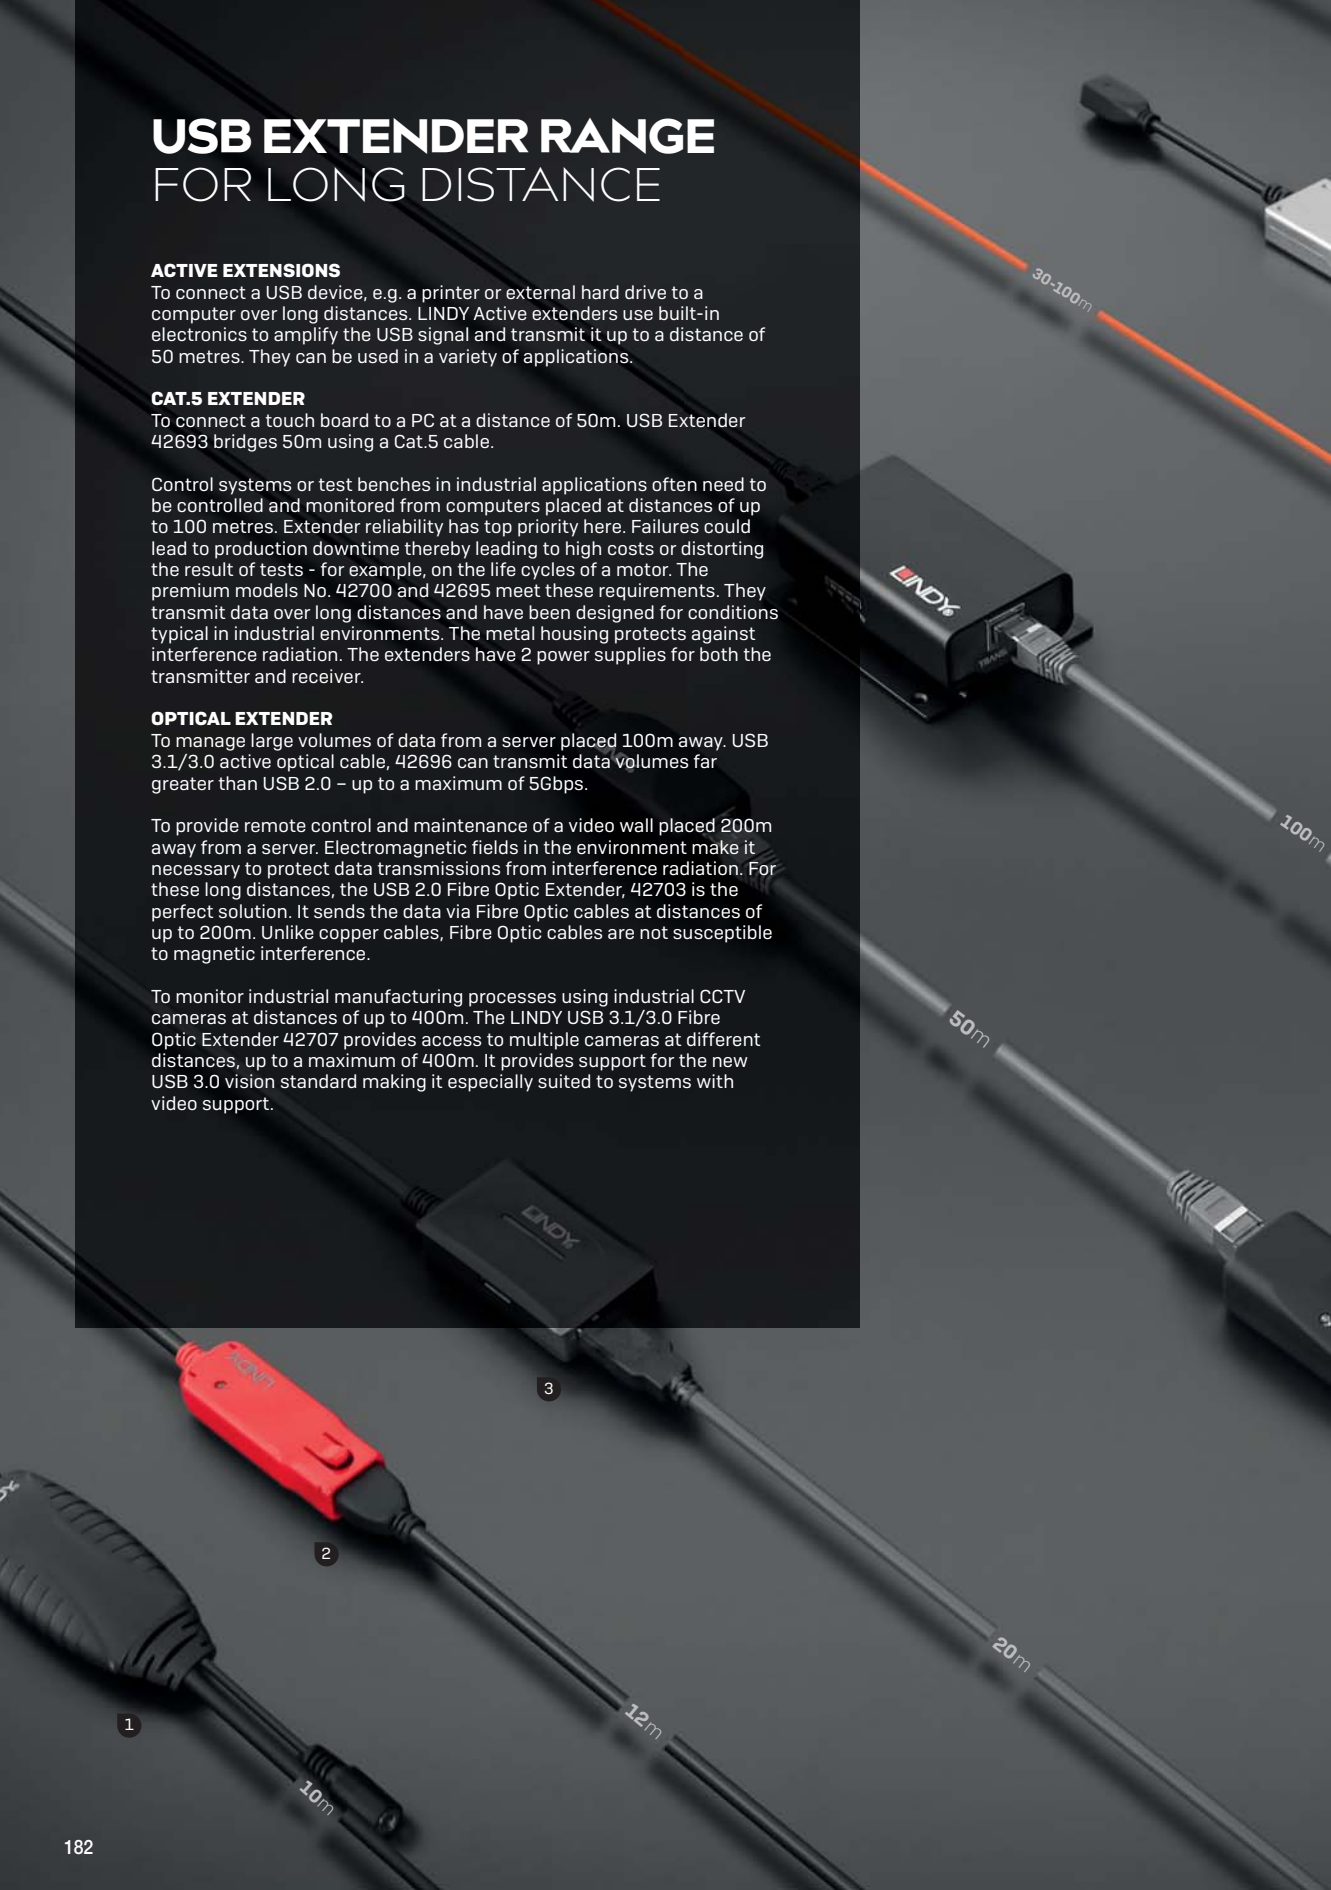 USB EXTENDER RANGE
FOR LONG DISTANCE
ACTIVE EXTENSIONS
To connect a USB device, e.g. a printer or external hard drive to a
computer over long distances. LINDY Active extenders use built-in
electronics to amplify the USB signal and transmit it up to a distance of
50 metres. They can be used in a variety of applications.
CAT.5 EXTENDER
To connect a touch board to a PC at a distance of 50m. USB Extender
42693 bridges 50m using a Cat.5 cable.
Control systems or test benches in industrial applications often need to
be controlled and monitored from computers placed at distances of up
to 100 metres. Extender reliability has top priority here. Failures could
lead to production downtime thereby leading to high costs or distorting
the result of tests - for example, on the life cycles of a motor. The
premium models No. 42700 and 42695 meet these requirements. They
transmit data over long distances and have been designed for conditions
typical in industrial environments. The metal housing protects against
interference radiation. The extenders have 2 power supplies for both the
transmitter and receiver.
OPTICAL EXTENDER
To manage large volumes of data from a server placed 100m away. USB
3.1/3.0 active optical cable, 42696 can transmit data volumes far
greater than USB 2.0 – up to a maximum of 5Gbps.
To provide remote control and maintenance of a video wall placed 200m
away from a server. Electromagnetic fields in the environment make it
necessary to protect data transmissions from interference radiation. For
these long distances, the USB 2.0 Fibre Optic Extender, 42703 is the
perfect solution. It sends the data via Fibre Optic cables at distances of
up to 200m. Unlike copper cables, Fibre Optic cables are not susceptible
to magnetic interference.
To monitor industrial manufacturing processes using industrial CCTV
cameras at distances of up to 400m. The LINDY USB 3.1/3.0 Fibre
Optic Extender 42707 provides access to multiple cameras at different
distances, up to a maximum of 400m. It provides support for the new
USB 3.0 vision standard making it especially suited to systems with
video support.
30-100m
LINDY
100m
50m
LINDY
3
LINDY
2
20m
12m
1
10m
182